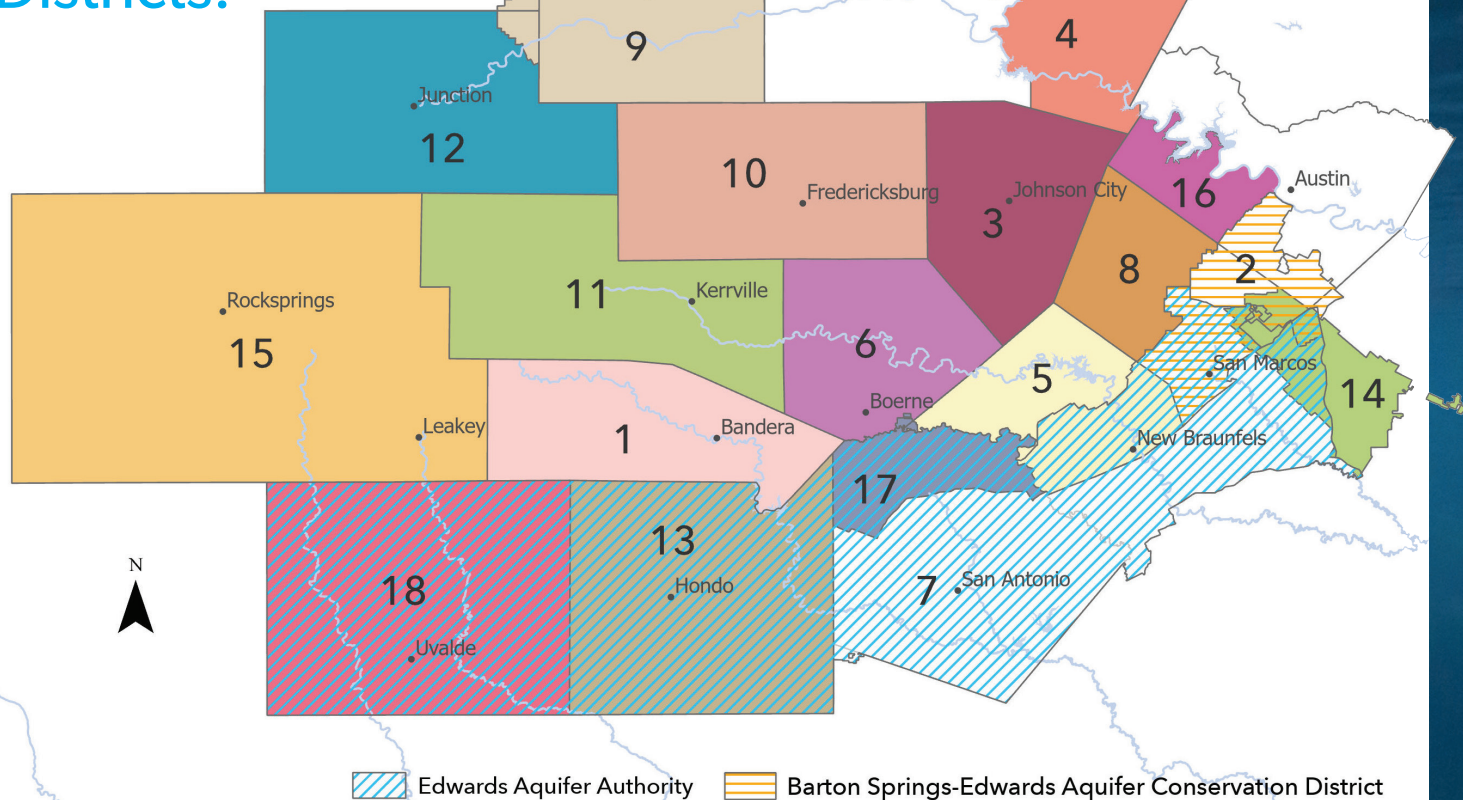 Districts:
4
9
Junction
12
10
Fredericksburg
3
Johnson City
16
Austin
8
2
11
Kerrville
Rocksprings
15
6
5
San Marcos
14
Boerne
Leakey
1
Bandera
New Braunfels
17
13
Hondo
18
7
San Antonio
N
Uvalde
Edwards Aquifer Authority
Barton Springs-Edwards Aquifer Conservation District